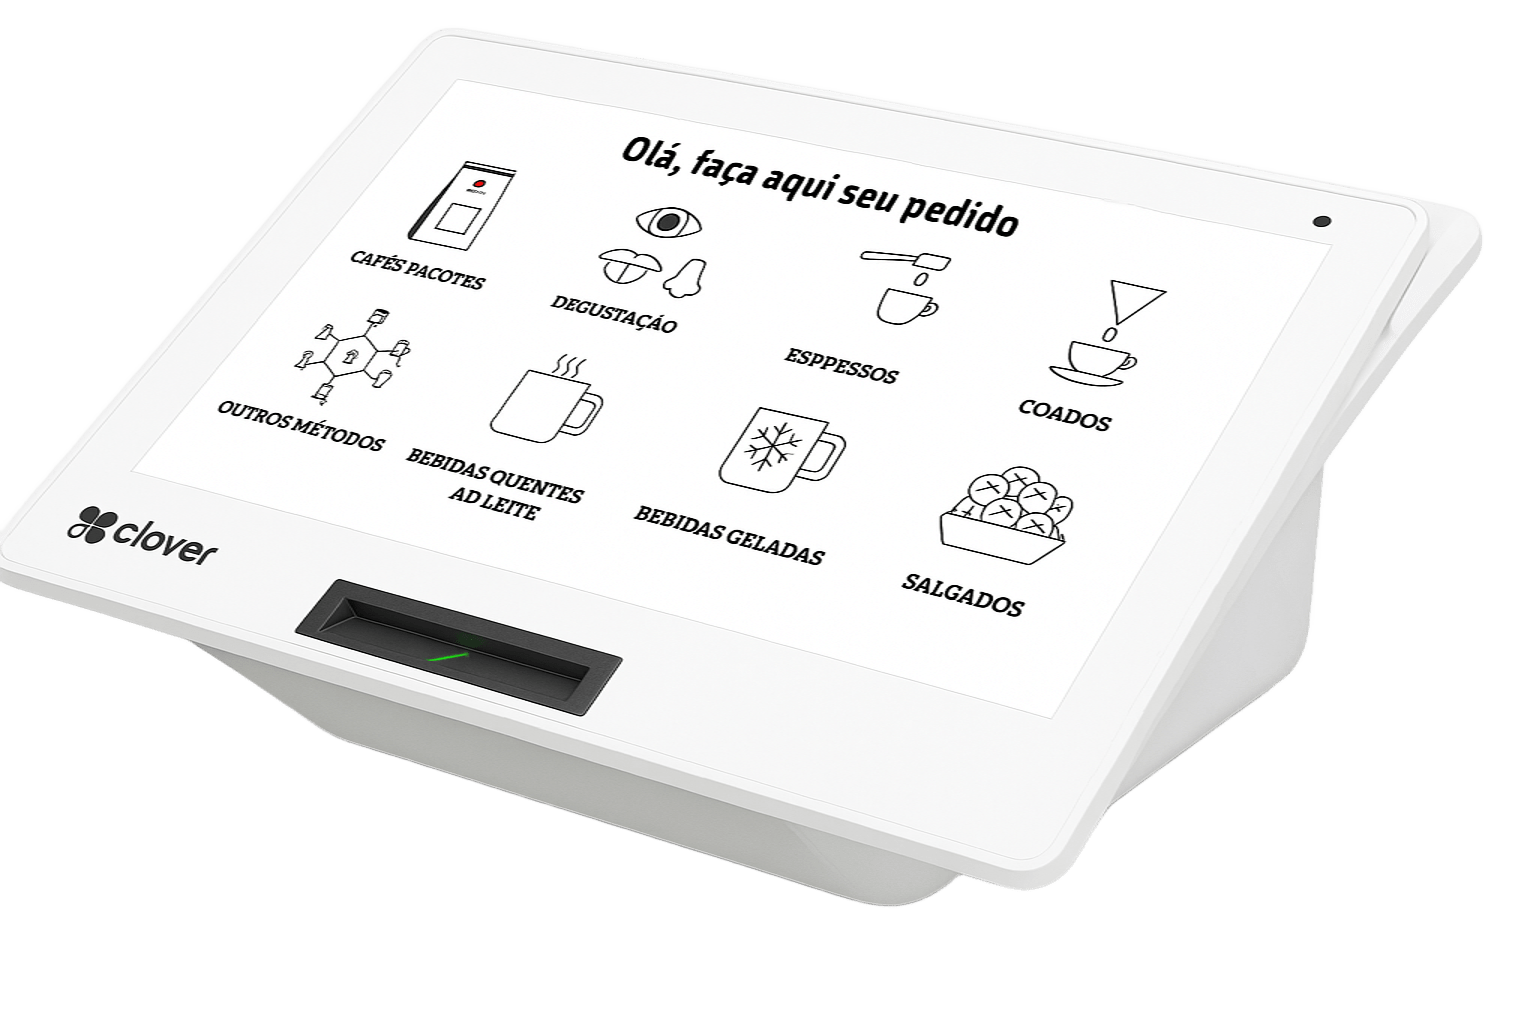 Olá, faça aqui seu pedido
CAFÉS PACOTES
DEGUSTAÇÁO
ESPPESSOS
COADOS
OUTROS MÉTODOS
BEBIDAS QUENTES
AD LEITE
BEBIDAS GELADAS
SALGADOS
clover